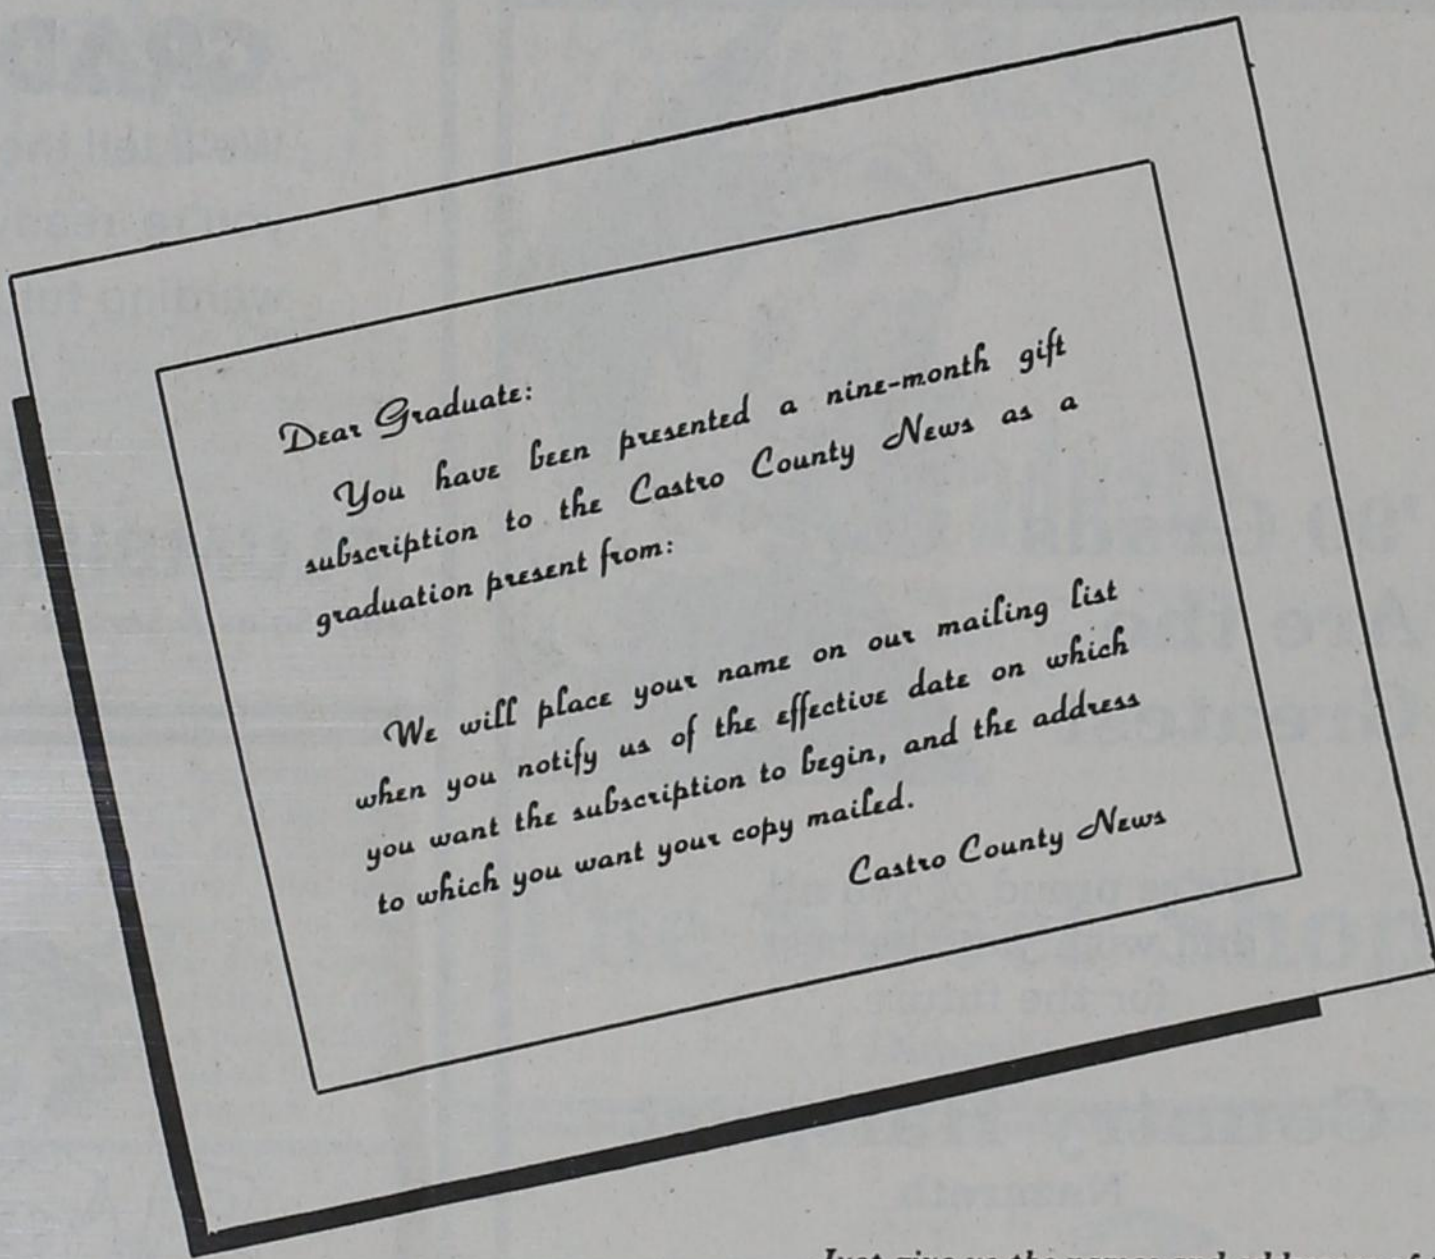 Dear Graduate:
You have been presented a nine-month gift
subscription to the Castro County News as a
graduation present from:
We will place your name on our mailing list
when you notify us of the effective date on which
you want the subscription to begin, and the address
to which you want your copy mailed.
Castro County News